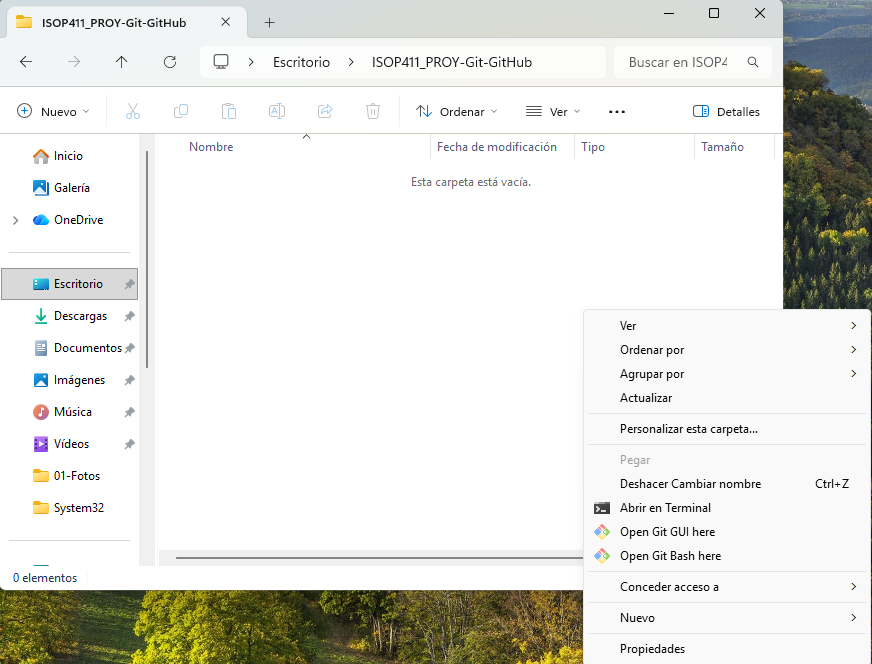 ISOP411_PROY-Git-GitHub
Escritorio
ISOP411_PROY-Git-GitHub
Buscar en ISOP4
Nuevo
Ordenar
Ver
Detalles
Inicio
Galería
OneDrive
Escritorio
Descargas
Documentos
Imágenes
Música
Vídeos
01-Fotos
System32
Nombre
Fecha de modificación
Tipo
Tamaño
Esta carpeta está vacía.
0 elementos
Ver
Ordenar por
Agrupar por
Actualizar
Personalizar esta carpeta...
Pegar
Deshacer Cambiar nombre Ctrl+Z
Abrir en Terminal
Open Git GUI here
Open Git Bash here
Conceder acceso a
Nuevo
Propiedades